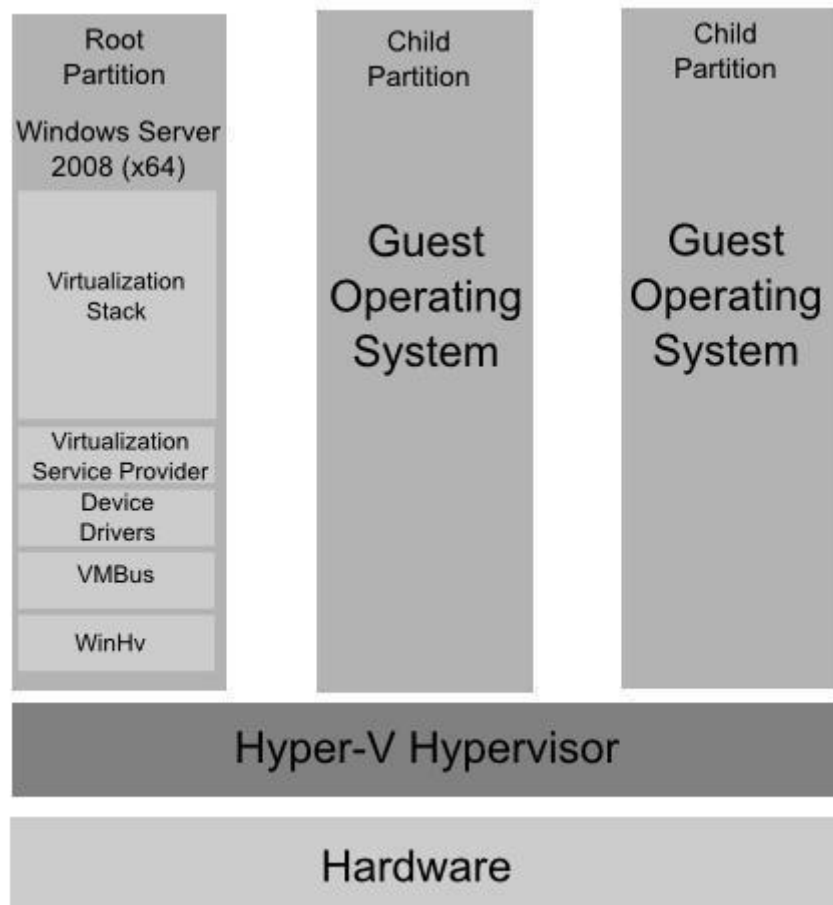 Root
Partition
Windows Server
2008 (x64)
Virtualization
Stack
Virtualization
Service Provider
Device
Drivers
VMBus
WinHv
Child
Partition
Guest
Operating
System
Child
Partition
Guest
Operating
System
Hyper-V Hypervisor
Hardware